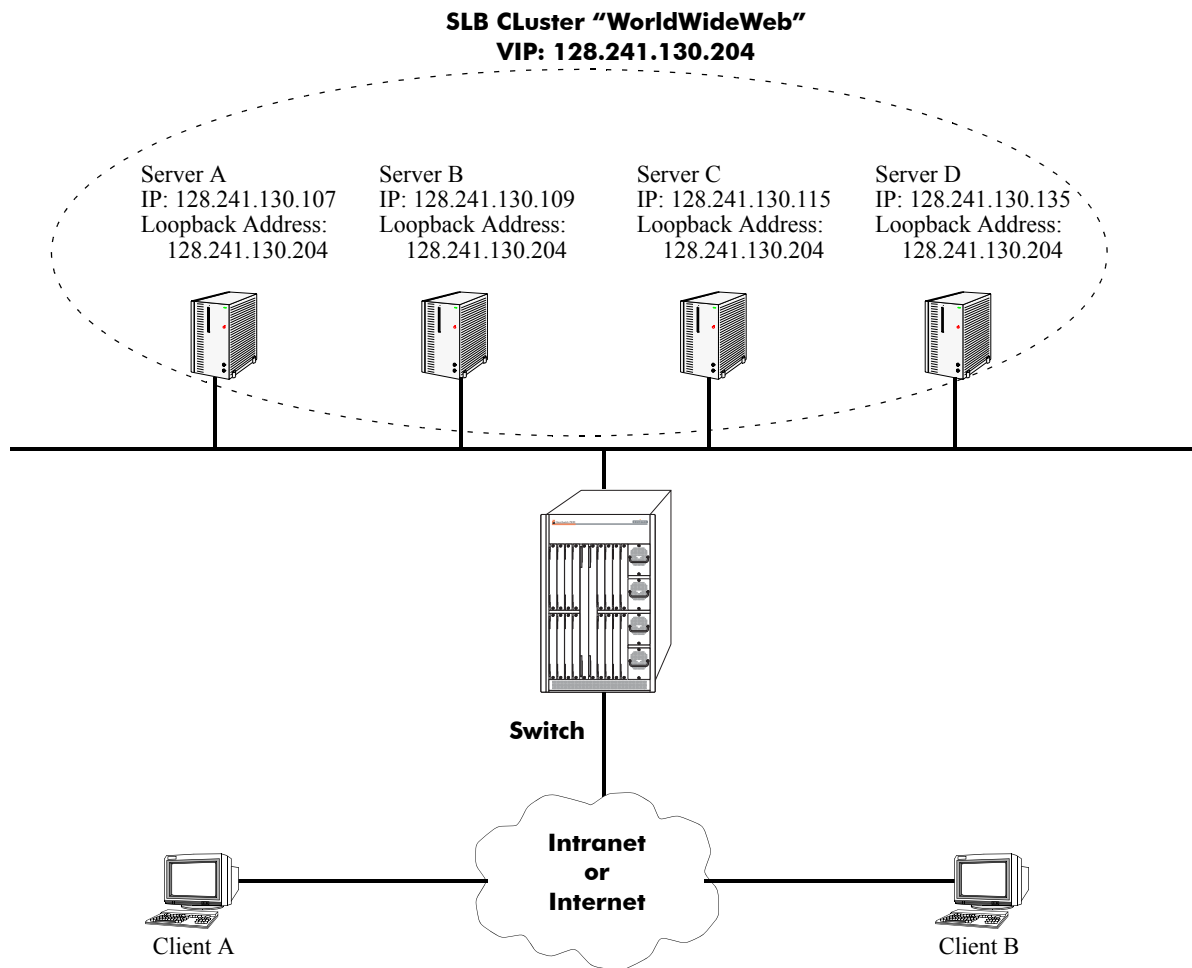 SLB CLuster “WorldWideWeb”
VIP: 128.241.130.204
Server A
IP: 128.241.130.107
Loopback Address:
128.241.130.204
Server B
IP: 128.241.130.109
Loopback Address:
128.241.130.204
Server C
IP: 128.241.130.115
Loopback Address:
128.241.130.204
Server D
IP: 128.241.130.135
Loopback Address:
128.241.130.204
Switch
Intranet
or
Internet
Client A
Client B